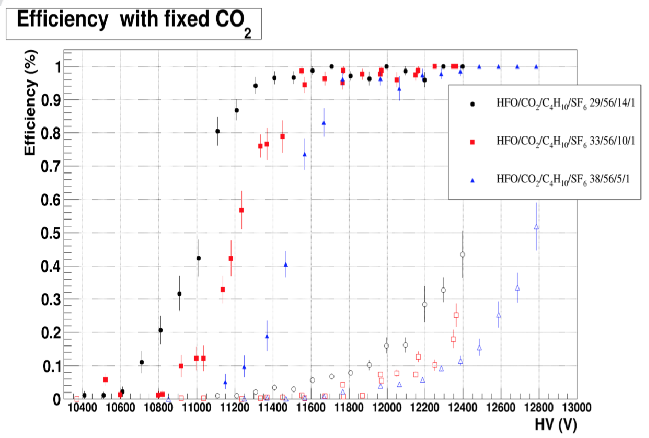 Efficiency with fixed CO2
Efficiency (%)
1
0.9
0.8
0.7
0.6
0.5
0.4
0.3
0.2
0.1
0
HFO/CO2/C4H10/SF6 29/56/14/1
HFO/CO2/C4H10/SF6 33/56/10/1
HFO/CO2/C4H10/SF6 38/56/5/1
10400 10600 10800 11000 11200 11400 11600 11800 12000 12200 12400 12600 12800 13000
HV (V)